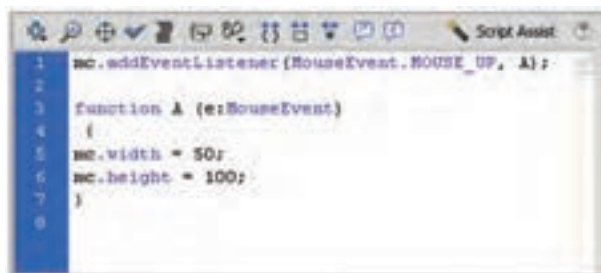 Script Assist
1 mc.addEventListener(MouseEvent.MOUSE_UP, A);
2
3 function A (e:MouseEvent)
4 {
5 mc.width = 50;
6 mc.height = 100;
7 }
8